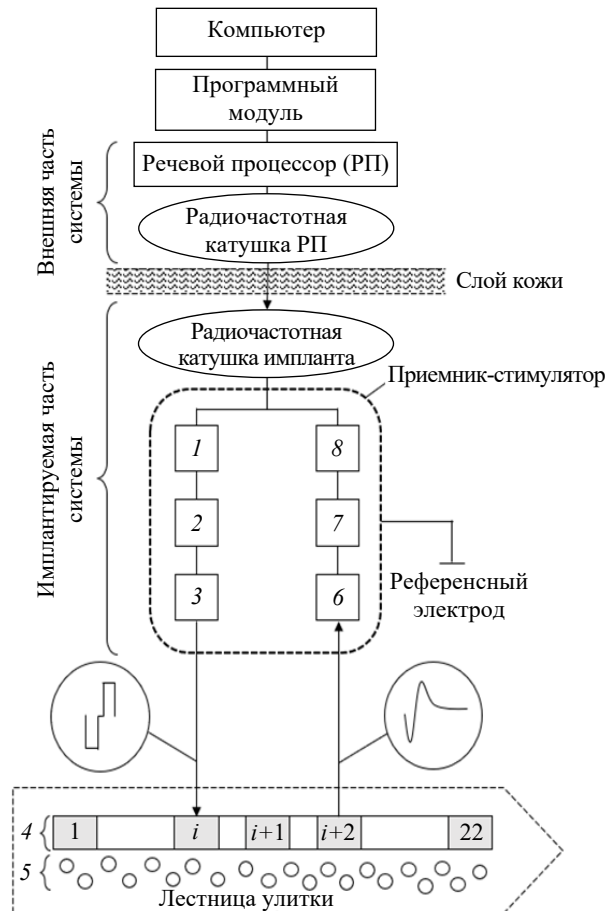 Компьютер
Программный
модуль
Внешняя часть
системы
Речевой процессор (РП)
Радиочастотная
катушка РП
Слой кожи
Имплантируемая часть
системы
Радиочастотная
катушка импланта
Приемник-стимулятор
1
8
2
7
3
6
Референсный
электрод
4
1
i
i+1
i+2
22
5
Лестница улитки